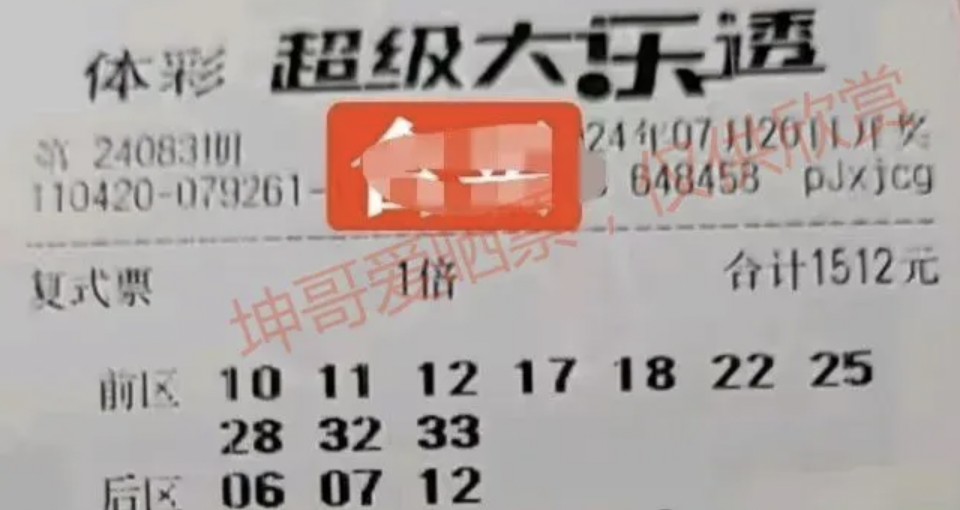 体彩 超级大乐透
第 24083期
24年07月20日开奖
110420-079261-
648458 pJxjcg
复式票 1倍 合计1512元
坤哥爱晒票,仅供欣赏
前区 10 11 12 17 18 22 25
28 32 33
后区 06 07 12